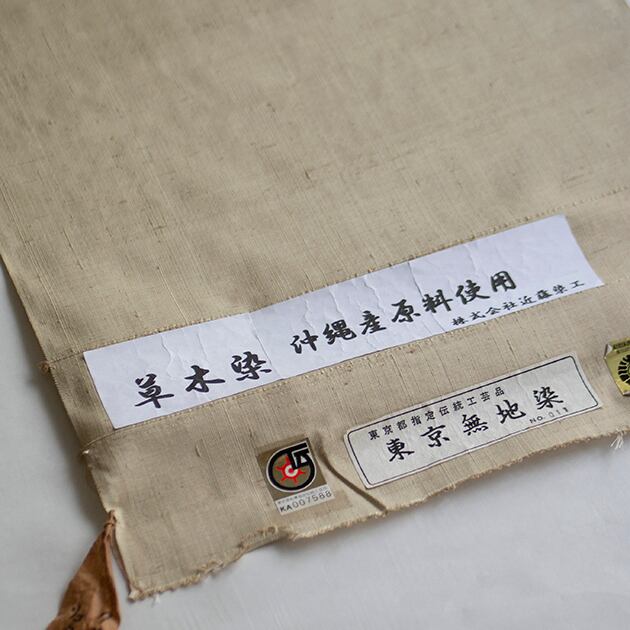 草木染 沖縄産原料使用
株式会社近藤染工
東京都指定伝統工芸品
東京無地染
NO.011
KA007568